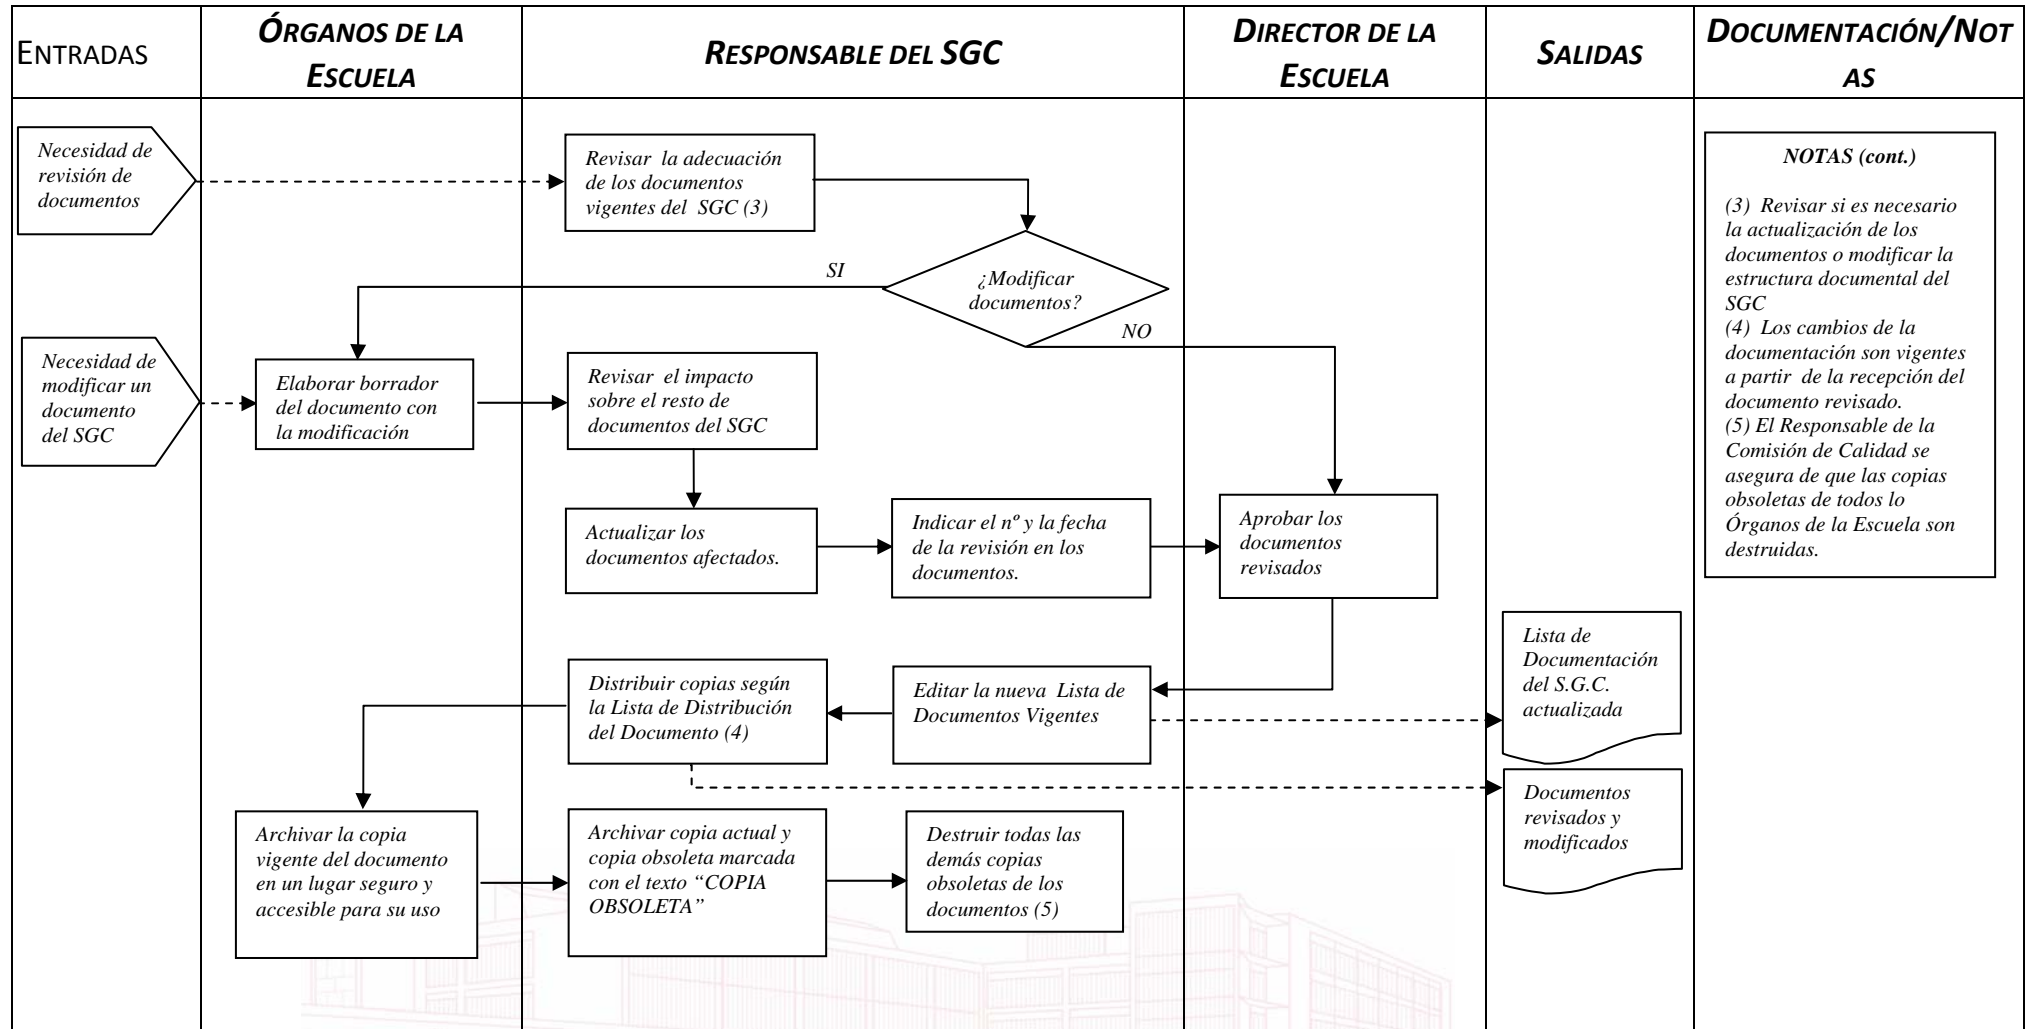 ENTRADAS
ÓRGANOS DE LA
ESCUELA
RESPONSABLE DEL SGC
DIRECTOR DE LA
ESCUELA
SALIDAS
DOCUMENTACIÓN/NOT
AS
Necesidad de
revisión de
documentos
Revisar la adecuación
de los documentos
vigentes del SGC (3)
¿Modificar
documentos?
SI
NO
Necesidad de
modificar un
documento
del SGC
Elaborar borrador
del documento con
la modificación
Revisar el impacto
sobre el resto de
documentos del SGC
Actualizar los
documentos afectados.
Indicar el nº y la fecha
de la revisión en los
documentos.
Aprobar los
documentos
revisados
Distribuir copias según
la Lista de Distribución
del Documento (4)
Editar la nueva Lista de
Documentos Vigentes
Lista de
Documentación
del S.G.C.
actualizada
Documentos
revisados y
modificados
Archivar la copia
vigente del documento
en un lugar seguro y
accesible para su uso
Archivar copia actual y
copia obsoleta marcada
con el texto “COPIA
OBSOLETA”
Destruir todas las
demás copias
obsoletas de los
documentos (5)
NOTAS (cont.)
(3) Revisar si es necesario
la actualización de los
documentos o modificar la
estructura documental del
SGC
(4) Los cambios de la
documentación son vigentes
a partir de la recepción del
documento revisado.
(5) El Responsable de la
Comisión de Calidad se
asegura de que las copias
obsoletas de todos lo
Órganos de la Escuela son
destruidas.